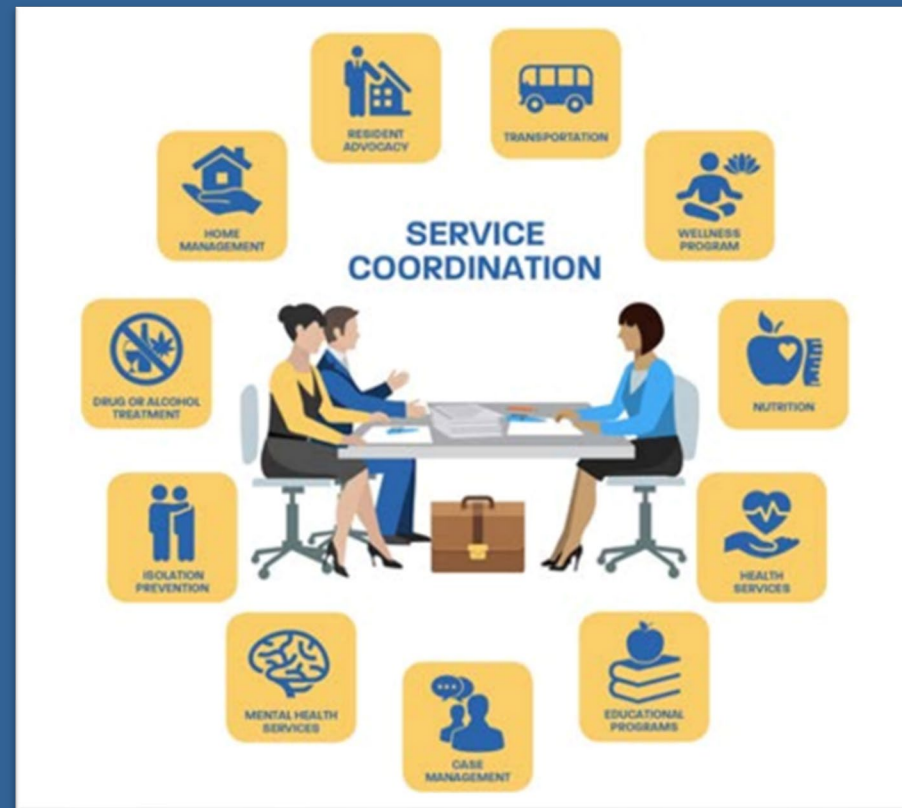 RESIDENT
ADVOCACY
TRANSPORTATION
HOME
MANAGEMENT
WELLNESS
PROGRAM
SERVICE
COORDINATION
DRUG OR ALCOHOL
TREATMENT
NUTRITION
ISOLATION
PREVENTION
HEALTH
SERVICES
MENTAL HEALTH
SERVICES
EDUCATIONAL
PROGRAMS
CASE
MANAGEMENT